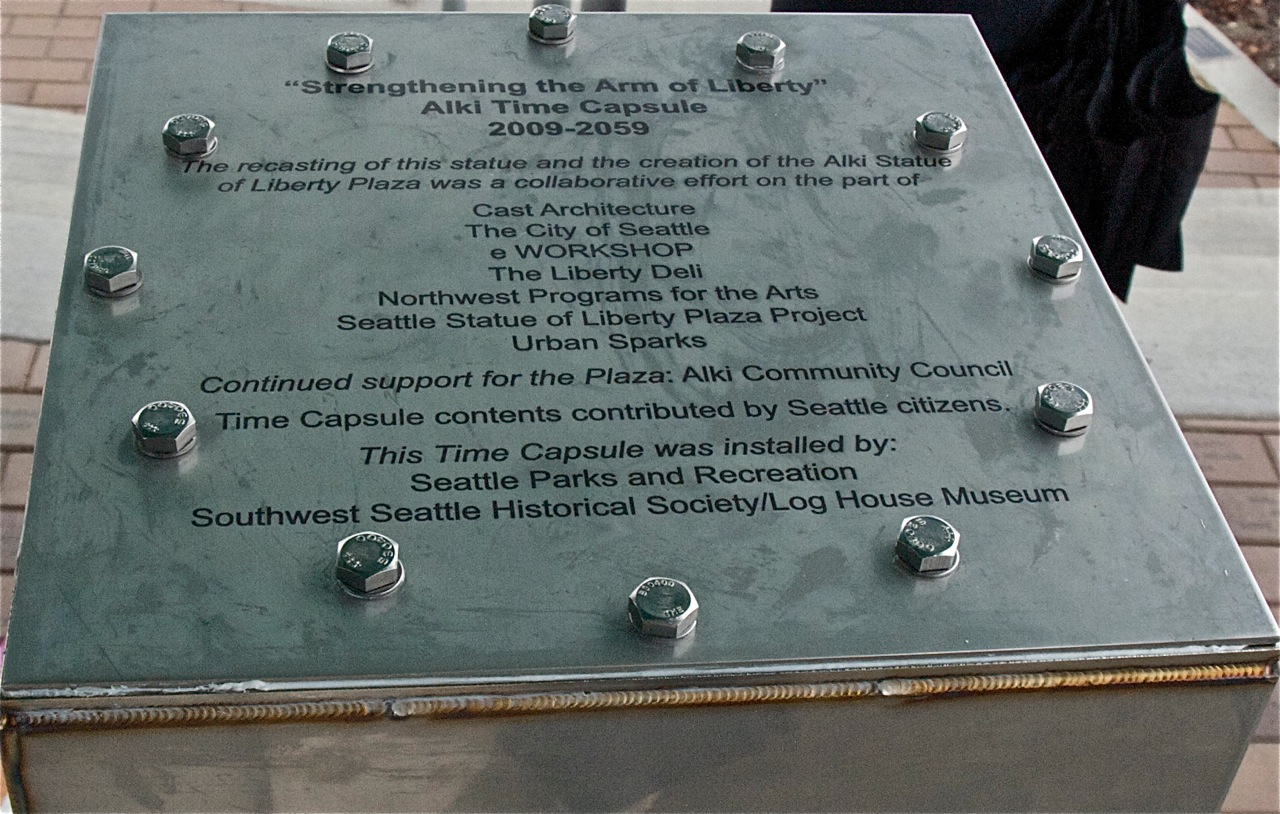 “Strengthening the Arm of Liberty”
Alki Time Capsule
2009-2059
The recasting of this statue and the creation of the Alki Statue
of Liberty Plaza was a collaborative effort on the part of
Cast Architecture
The City of Seattle
e WORKSHOP
The Liberty Deli
Northwest Programs for the Arts
Seattle Statue of Liberty Plaza Project
Urban Sparks
Continued support for the Plaza: Alki Community Council
Time Capsule contents contributed by Seattle citizens.
This Time Capsule was installed by:
Seattle Parks and Recreation
Southwest Seattle Historical Society/Log House Museum